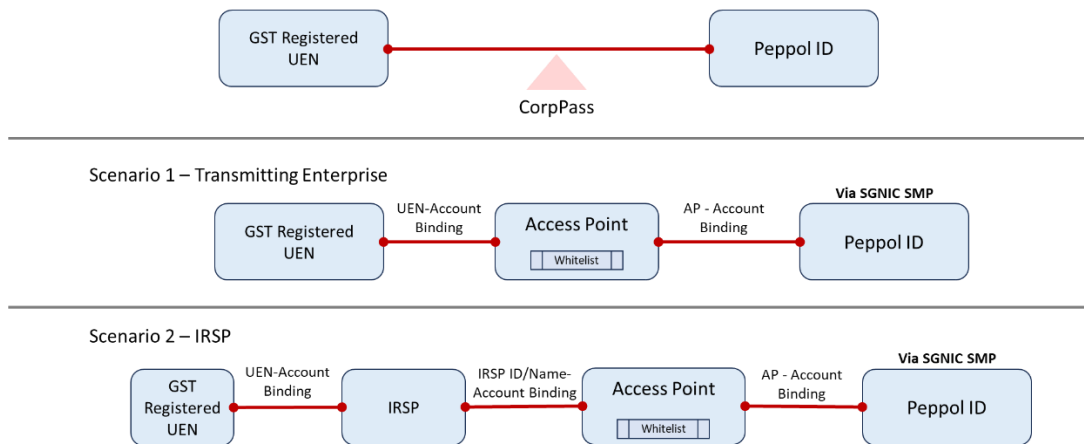 GST Registered
UEN
Peppol ID
CorpPass
Scenario 1 – Transmitting Enterprise
Via SGNIC SMP
GST Registered
UEN
UEN-Account
Binding
Access Point
Whitelist
AP - Account
Binding
Peppol ID
Scenario 2 – IRSP
Via SGNIC SMP
GST
Registered
UEN
UEN-Account
Binding
IRSP
IRSP ID/Name-
Account Binding
Access Point
Whitelist
AP - Account
Binding
Peppol ID